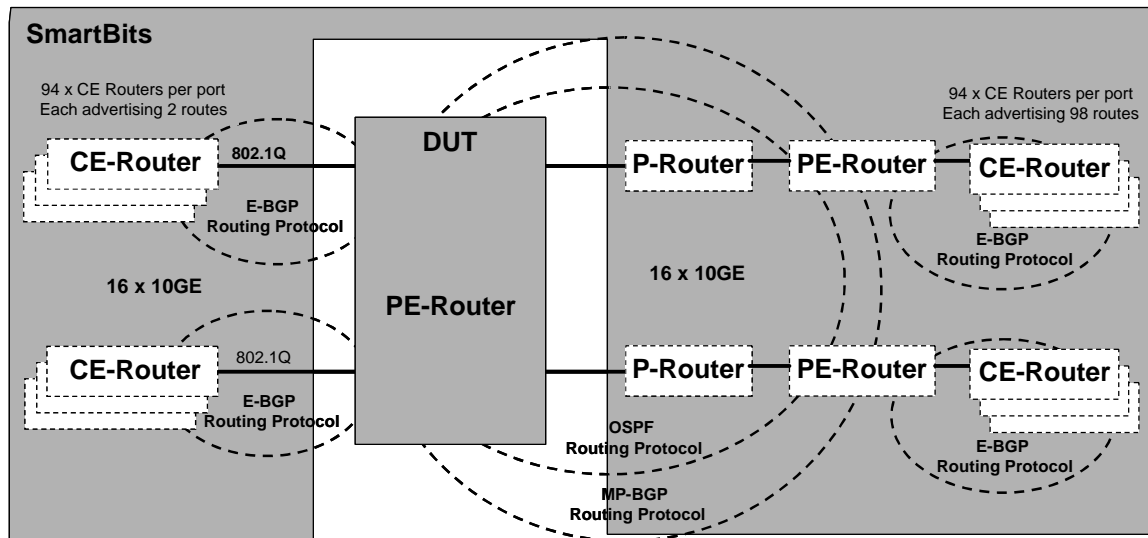 SmartBits
94 x CE Routers per port
Each advertising 2 routes
CE-Router
802.1Q
E-BGP
Routing Protocol
16 x 10GE
CE-Router
802.1Q
E-BGP
Routing Protocol
DUT
PE-Router
P-Router
PE-Router
94 x CE Routers per port
Each advertising 98 routes
CE-Router
E-BGP
Routing Protocol
16 x 10GE
P-Router
PE-Router
CE-Router
E-BGP
Routing Protocol
OSPF
Routing Protocol
MP-BGP
Routing Protocol